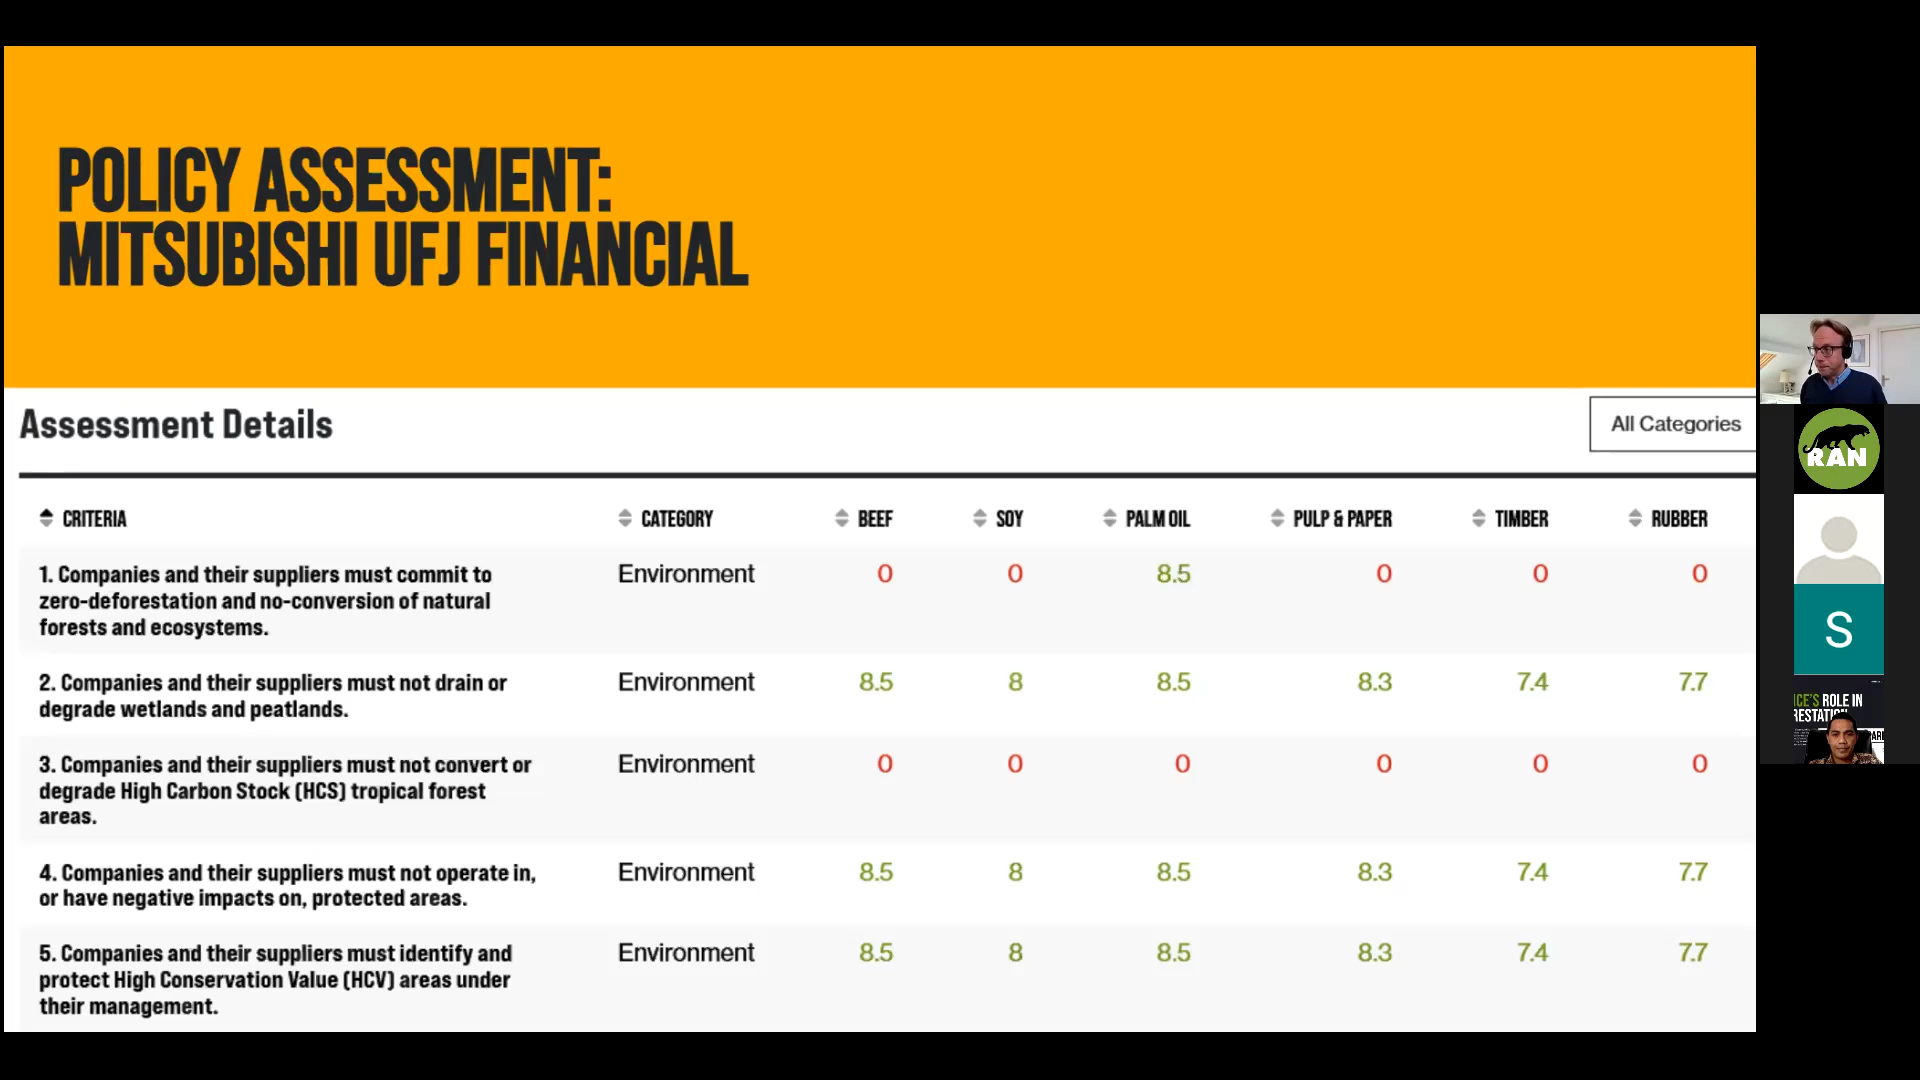 POLICY ASSESSMENT:
MITSUBISHI UFJ FINANCIAL
Assessment Details
All Categories
CRITERIA CATEGORY BEEF SOY PALM OIL PULP & PAPER TIMBER RUBBER
1. Companies and their suppliers must commit to
zero-deforestation and no-conversion of natural
forests and ecosystems.
Environment 0 0 8.5 0 0 0
2. Companies and their suppliers must not drain or
degrade wetlands and peatlands.
Environment 8.5 8 8.5 8.3 7.4 7.7
3. Companies and their suppliers must not convert or
degrade High Carbon Stock (HCS) tropical forest
areas.
Environment 0 0 0 0 0 0
4. Companies and their suppliers must not operate in,
or have negative impacts on, protected areas.
Environment 8.5 8 8.5 8.3 7.4 7.7
5. Companies and their suppliers must identify and
protect High Conservation Value (HCV) areas under
their management.
Environment 8.5 8 8.5 8.3 7.4 7.7
RAN
S
ROLE IN